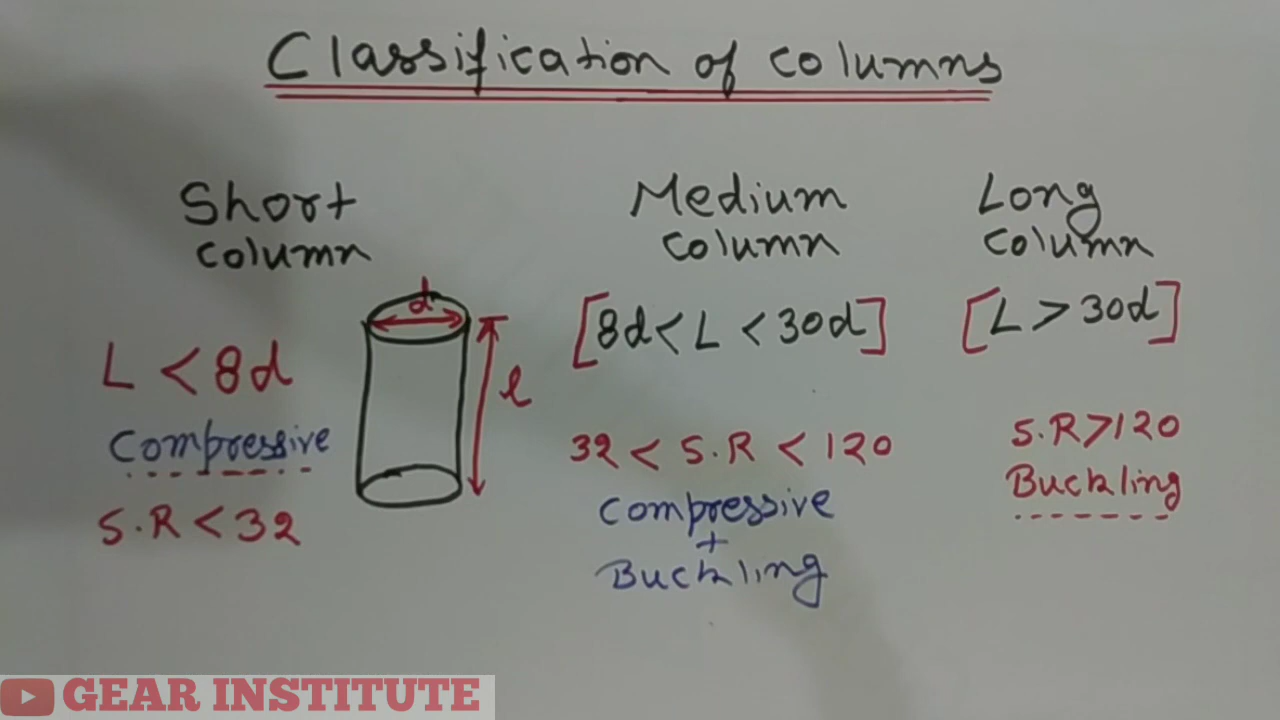 Classification of columns
Short
column
d
L < 8d
l
Compressive
S.R < 32
Medium
column
[8d < L < 30d]
32 < S.R < 120
Compressive
+
Buckling
Long
column
[L > 30d]
S.R > 120
Buckling
GEAR INSTITUTE